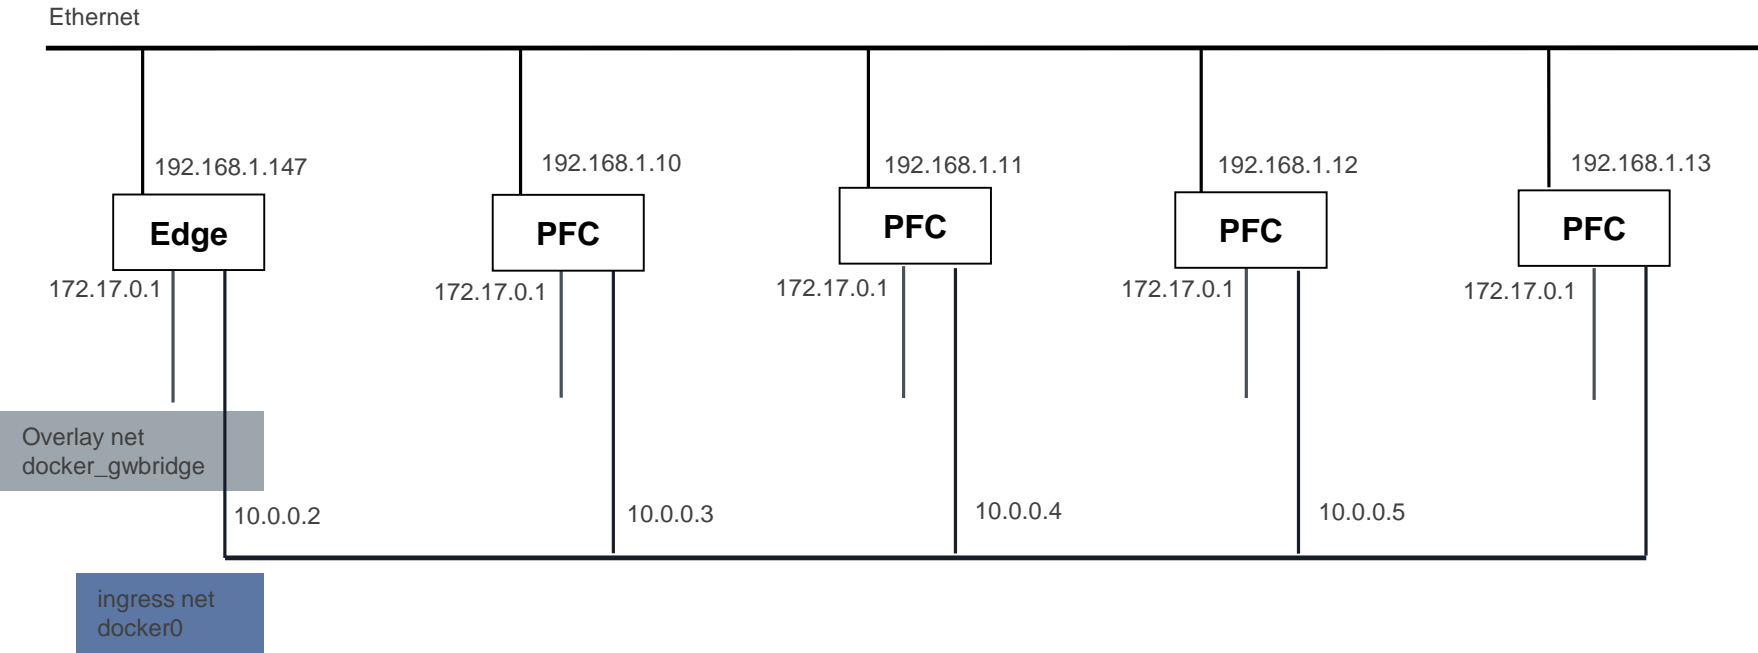 Ethernet
192.168.1.147
192.168.1.10
192.168.1.11
192.168.1.12
192.168.1.13
Edge
PFC
PFC
PFC
PFC
172.17.0.1
172.17.0.1
172.17.0.1
172.17.0.1
172.17.0.1
Overlay net
docker_gwbridge
10.0.0.2
10.0.0.3
10.0.0.4
10.0.0.5
ingress net
docker0